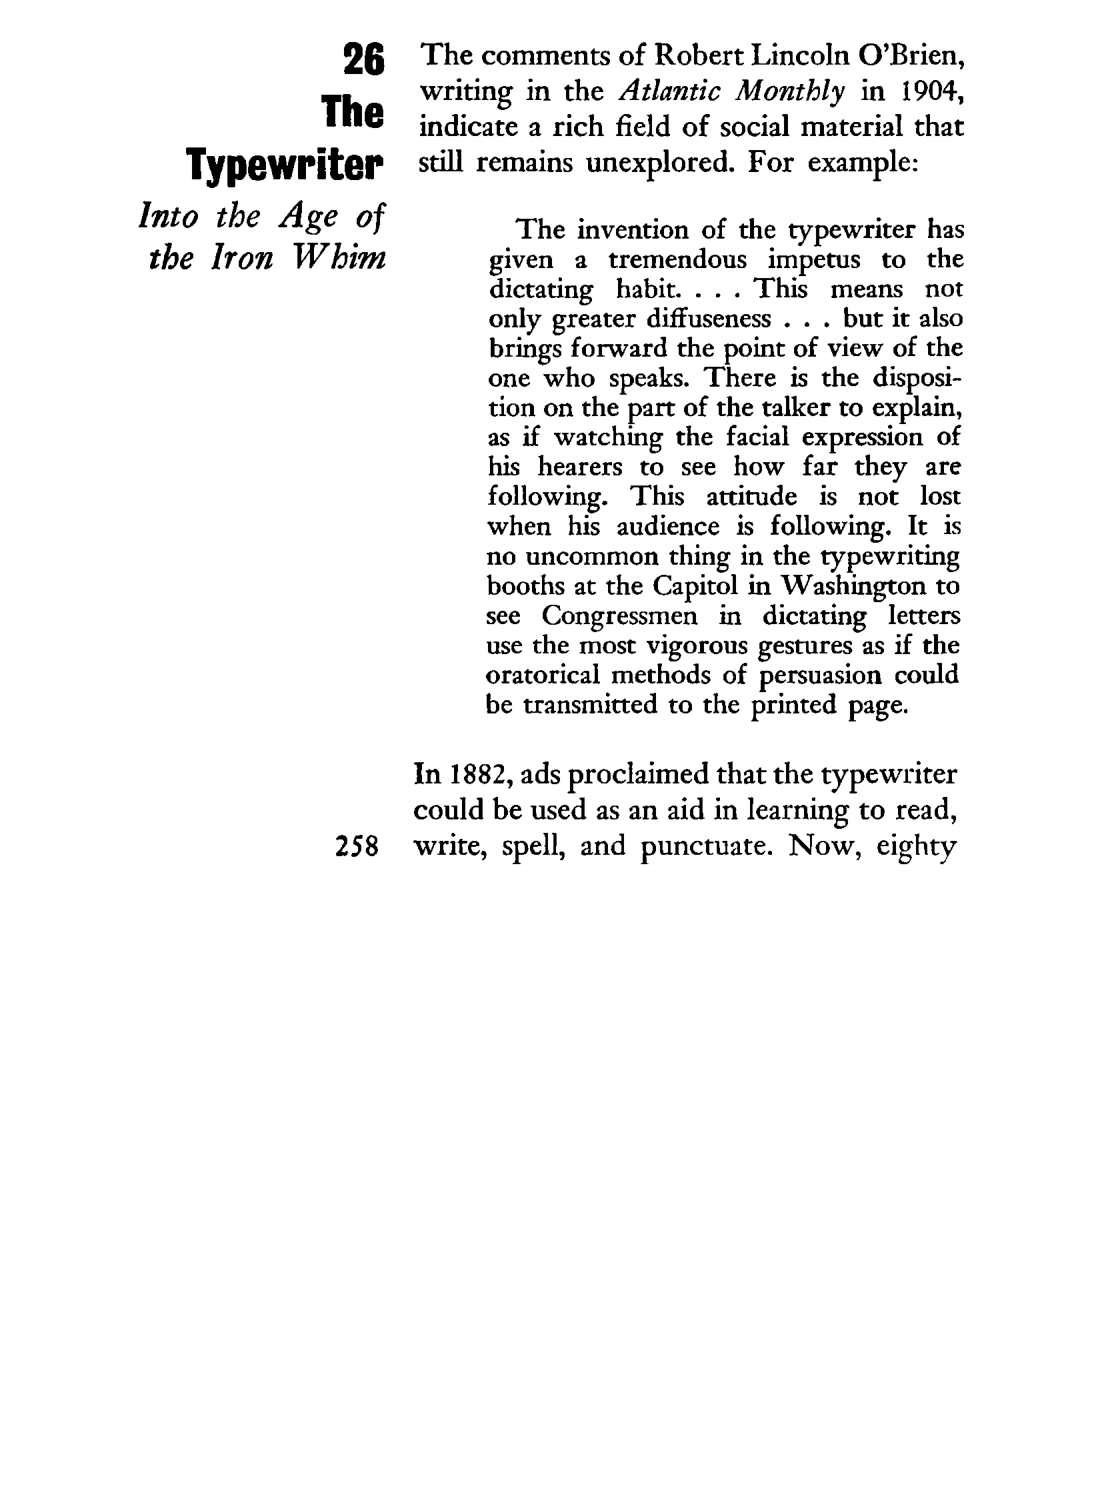 26
The
Typewriter
Into the Age of
the Iron Whim
The comments of Robert Lincoln O'Brien,
writing in the Atlantic Monthly in 1904,
indicate a rich field of social material that
still remains unexplored. For example:
The invention of the typewriter has
given a tremendous impetus to the
dictating habit. . . . This means not
only greater diffuseness . . . but it also
brings forward the point of view of the
one who speaks. There is the disposi-
tion on the part of the talker to explain,
as if watching the facial expression of
his hearers to see how far they are
following. This attitude is not lost
when his audience is following. It is
no uncommon thing in the typewriting
booths at the Capitol in Washington to
see Congressmen in dictating letters
use the most vigorous gestures as if the
oratorical methods of persuasion could
be transmitted to the printed page.
In 1882, ads proclaimed that the typewriter
could be used as an aid in learning to read,
write, spell, and punctuate. Now, eighty
258